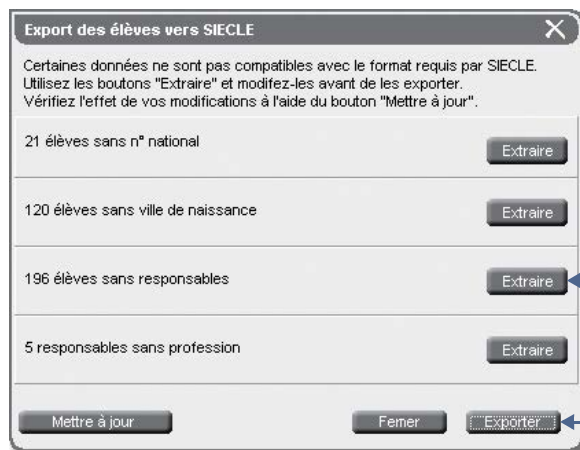 Export des élèves vers SIECLE
Certaines données ne sont pas compatibles avec le format requis par SIECLE.
Utilisez les boutons "Extraire" et modifez-les avant de les exporter.
Vérifiez l'effet de vos modifications à l'aide du bouton "Mettre à jour".
21 élèves sans n° national
Extraire
120 élèves sans ville de naissance
Extraire
196 élèves sans responsables
Extraire
5 responsables sans profession
Extraire
Mettre à jour Femer Exporter